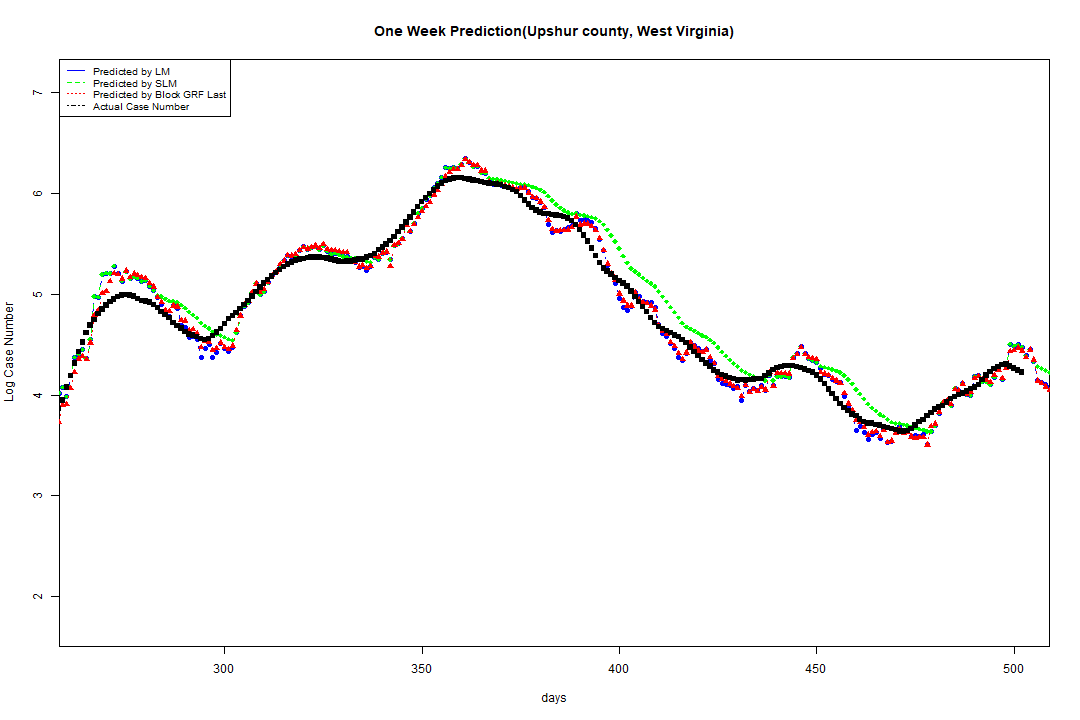 One Week Prediction(Upshur county, West Virginia)
Predicted by LM
Predicted by SLM
Predicted by Block GRF Last
Actual Case Number
7
6
5
4
3
2
Log Case Number
300 350 400 450 500
days